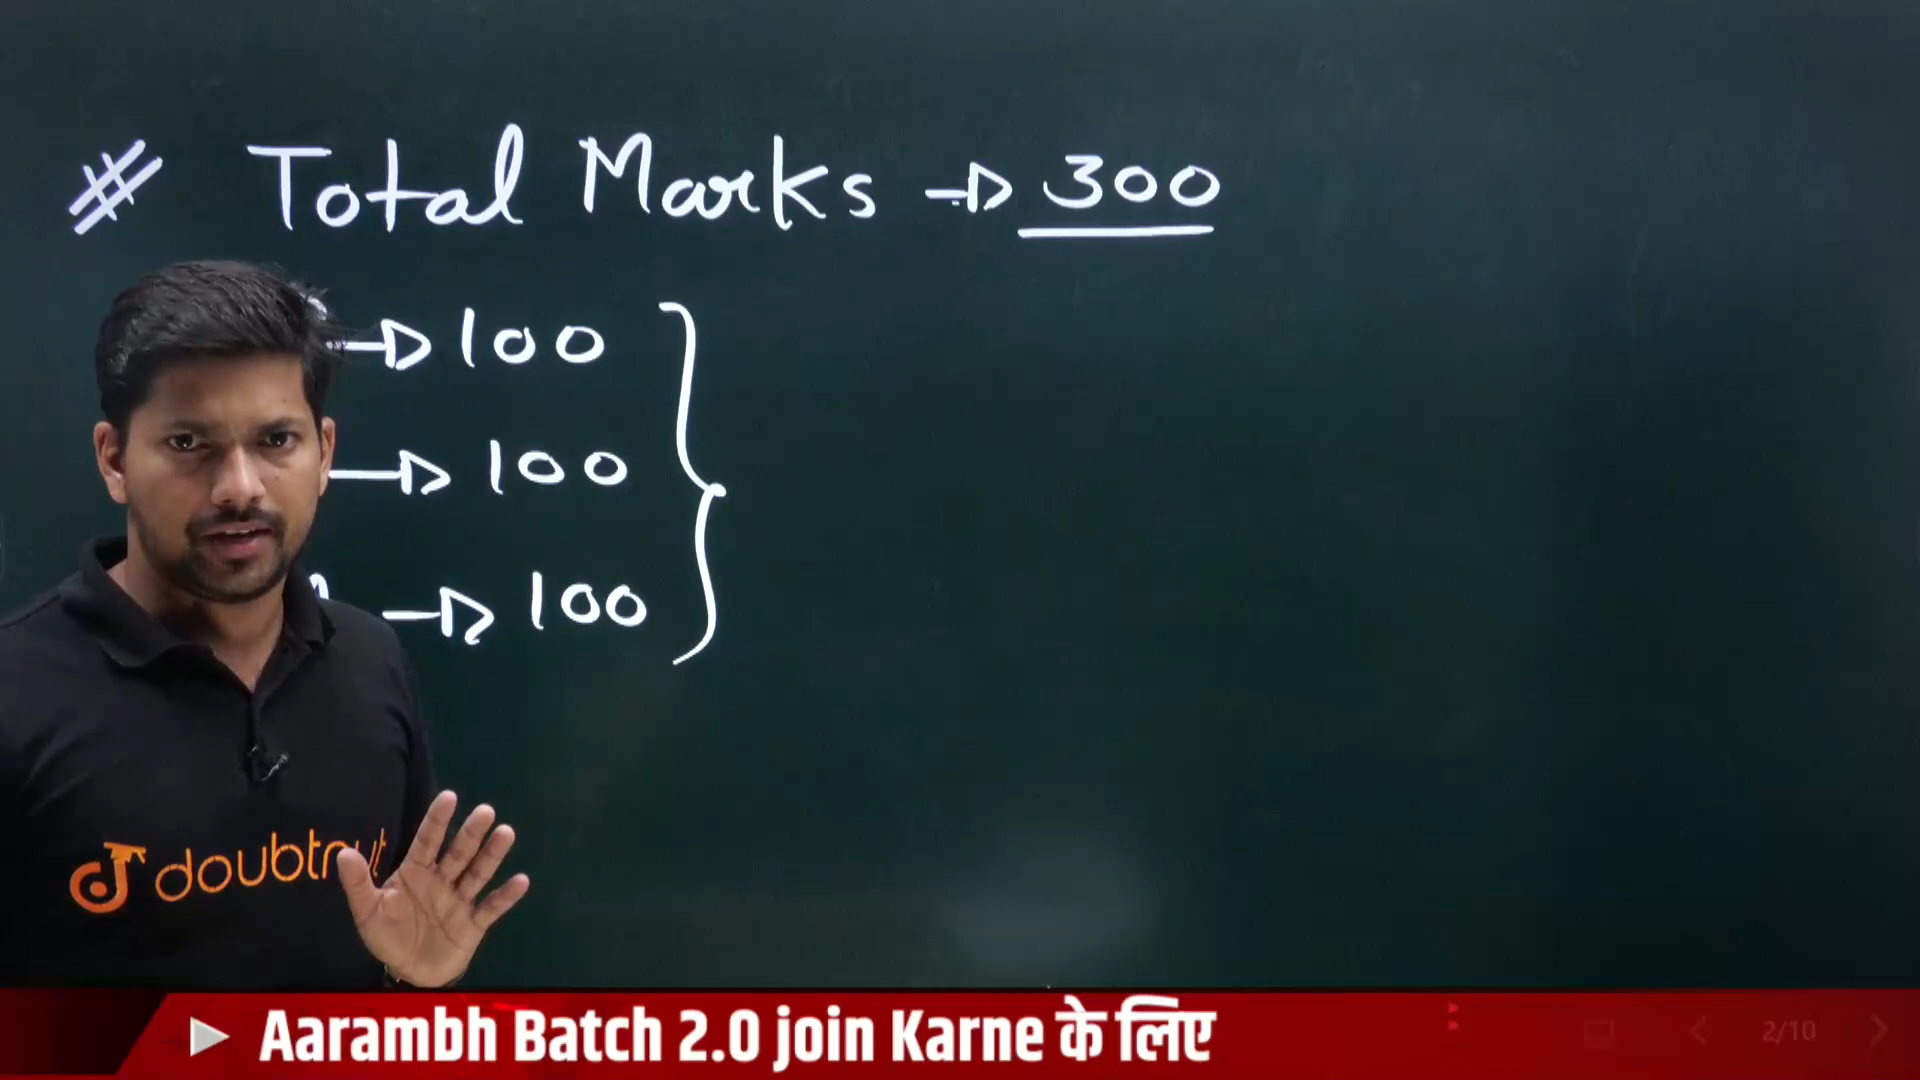 # Total Marks → 300
→ 100
→ 100
→ 100
doubtnut
Aarambh Batch 2.0 join Karne के लिए
2/10